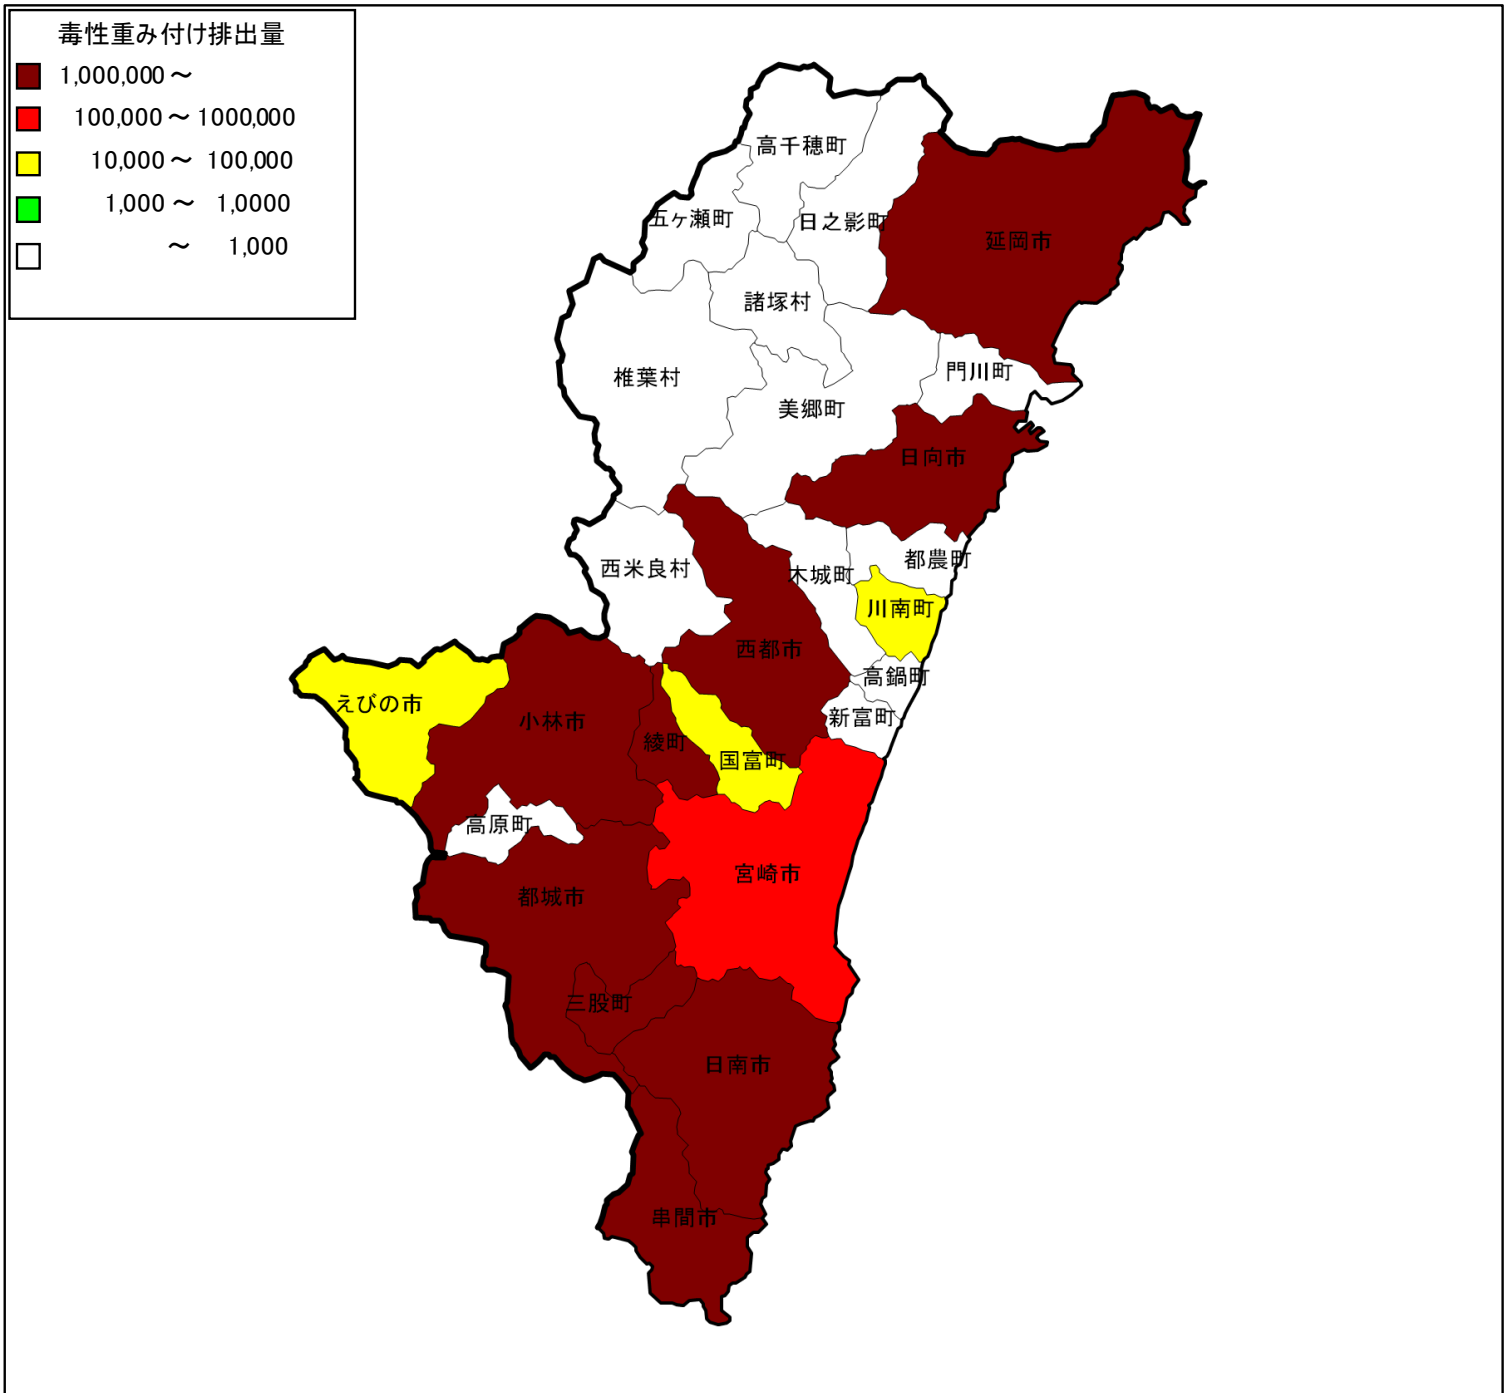 毒性重み付け排出量
1,000,000～
100,000～1000,000
10,000～ 100,000
1,000～ 1,0000
～ 1,000
高千穂町
五ヶ瀬町
日之影町
延岡市
諸塚村
椎葉村
門川町
美郷町
日向市
西米良村
木城町
都農町
川南町
西都市
高鍋町
えびの市
小林市
新富町
綾町
国富町
高原町
宮崎市
都城市
三股町
日南市
串間市